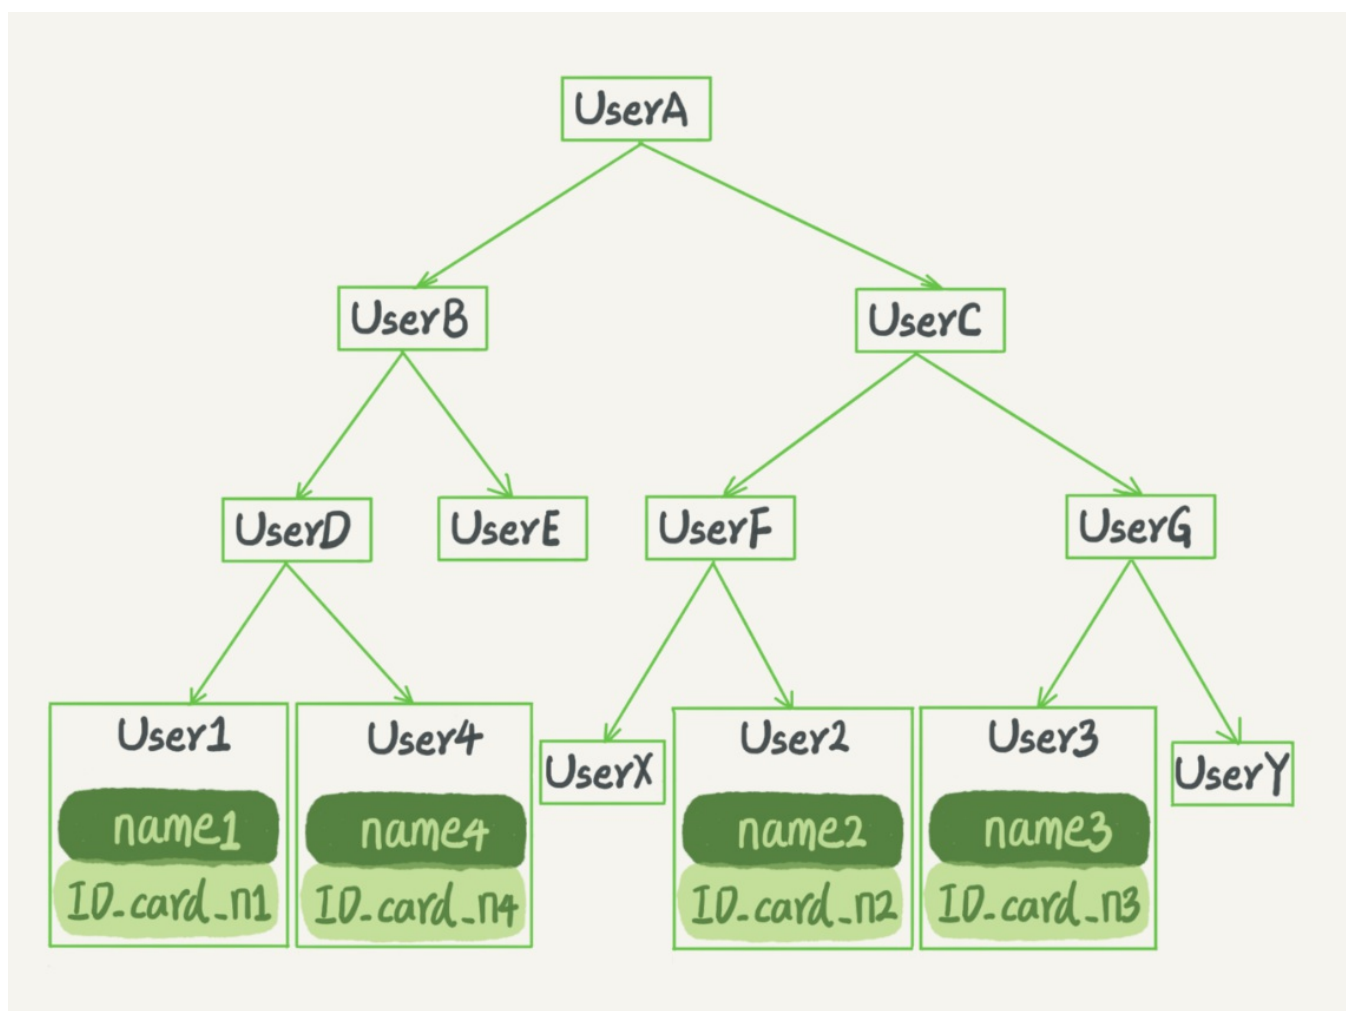 UserA
UserB
UserC
UserD
UserE
UserF
UserG
User1
name1
ID_card_n1
User4
name4
ID_card_n4
UserX
User2
name2
ID_card_n2
User3
name3
ID_card_n3
UserY